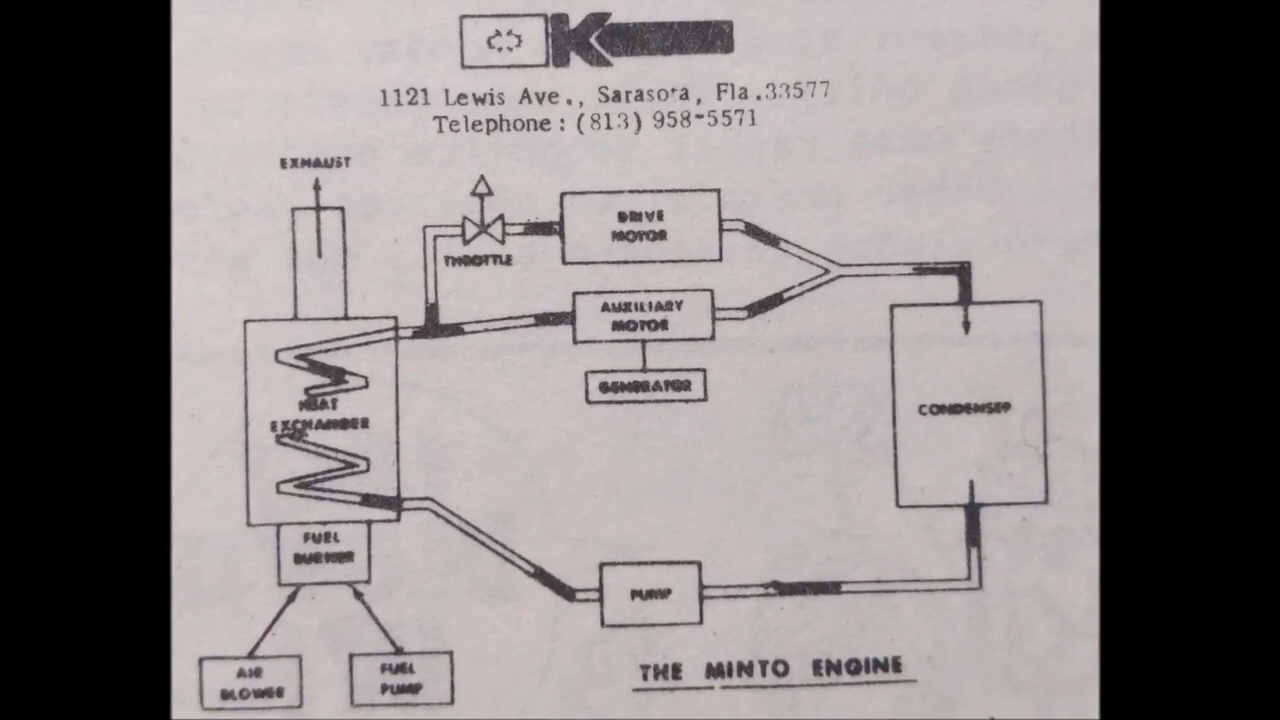 K
1121 Lewis Ave., Sarasota, Fla.33577
Telephone: (813) 958-5571
EXHAUST
DRIVE
MOTOR
THROTTLE
AUXILIARY
MOTOR
GENERATOR
HEAT
EXCHANGER
CONDENSER
FUEL
BURNER
PUMP
AIR
BLOWER
FUEL
PUMP
THE MINTO ENGINE